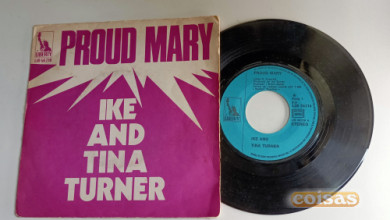 LIBERTY
PROUD MARY
IKE
AND
TINA
TURNER
PROUD MARY
IKE AND
TINA TURNER
coisas